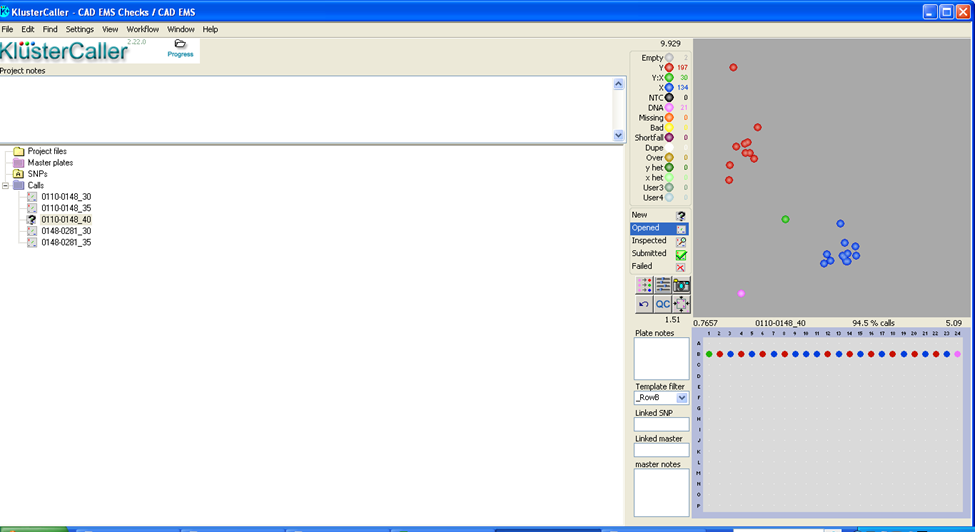 KlusterCaller - CAD EMS Checks / CAD EMS
File Edit Find Settings View Workflow Window Help
KlusterCaller 2.22.0
Progress
Project notes
Project files
Master plates
SNPs
Calls
0110-0148_30
0110-0148_35
0110-0148_40
0148-0281_30
0148-0281_35
9.929
Empty 2
Y 197
Y:X 30
X 134
NTC 0
DNA 21
Missing 0
Bad 0
Shortfall 0
Dupe
Over 0
y het 0
x het
User3 0
User4 0
New
Opened
Inspected
Submitted
Failed
QC
1.51
0.7657 0110-0148_40 94.5 % calls 5.09
Plate notes
Template filter
_RowB
Linked SNP
Linked master
master notes
1 2 3 4 5 6 7 8 9 10 11 12 13 14 15 16 17 18 19 20 21 22 23 24
A
B
C
D
E
F
G
H
I
J
K
L
M
N
O
P